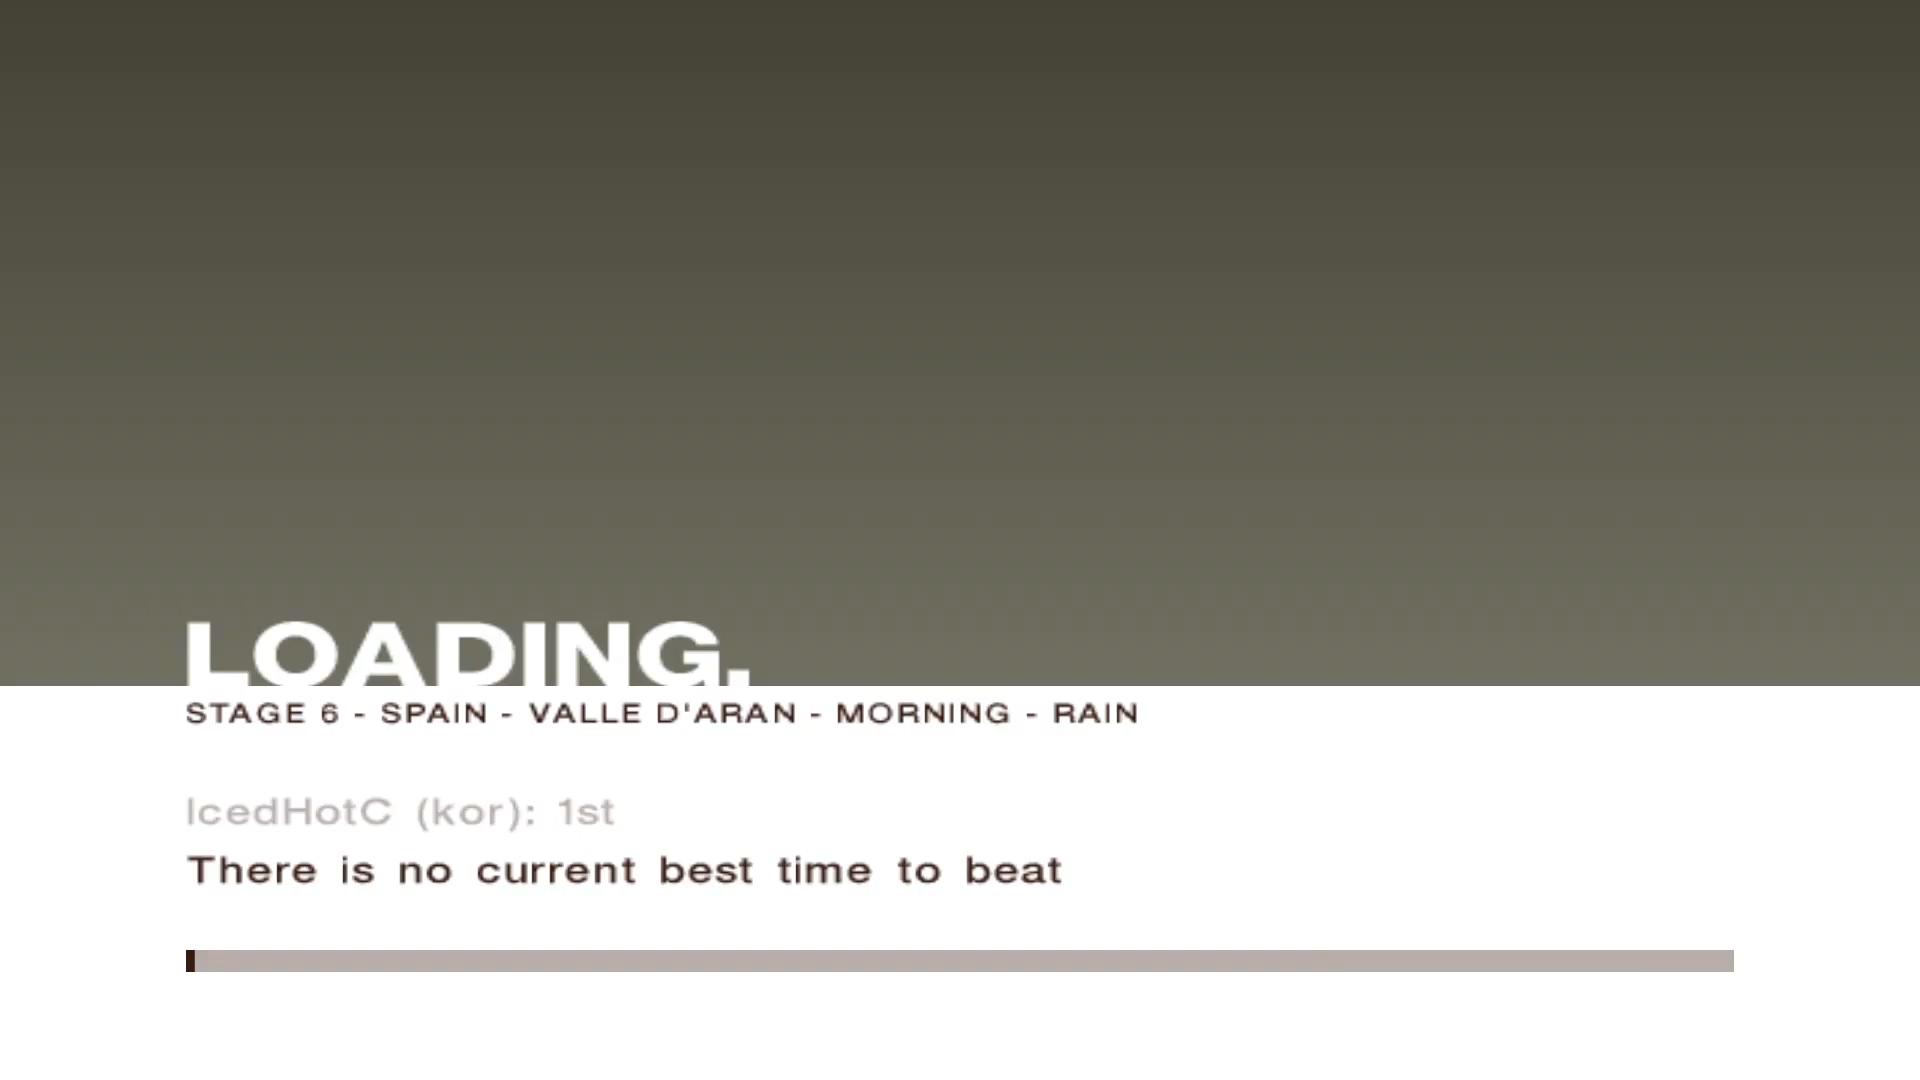 LOADING.
STAGE 6 - SPAIN - VALLE D'ARAN - MORNING - RAIN
IcedHotC (kor): 1st
There is no current best time to beat